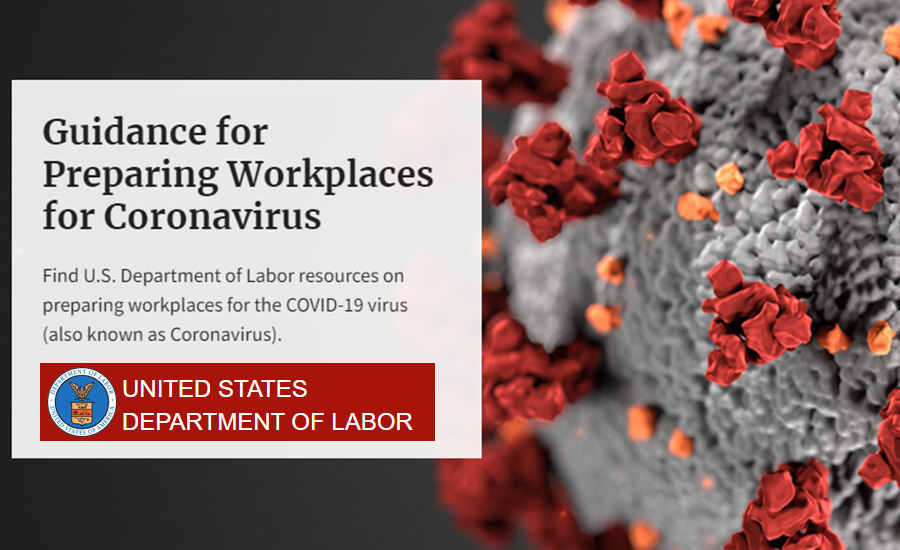 Guidance for
Preparing Workplaces
for Coronavirus
Find U.S. Department of Labor resources on
preparing workplaces for the COVID-19 virus
(also known as Coronavirus).
DEPARTMENT OF LABOR
UNITED STATES OF AMERICA
UNITED STATES
DEPARTMENT OF LABOR